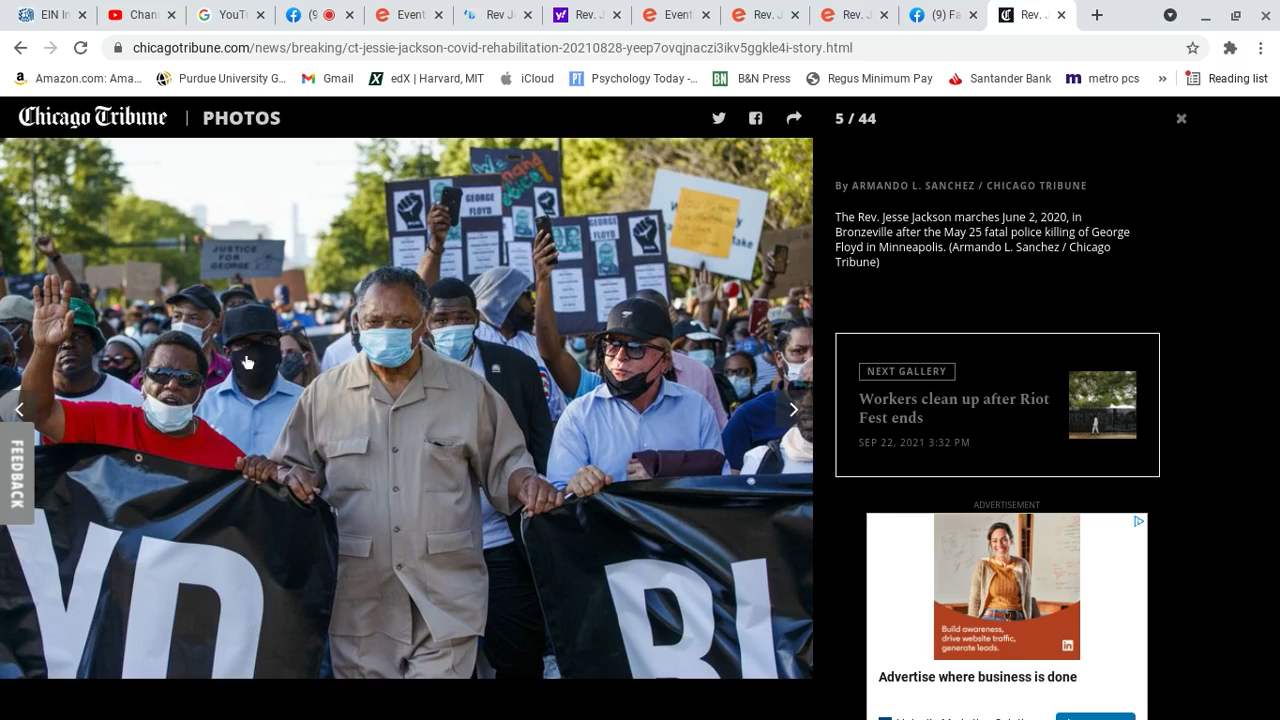 EIN In
Chan
YouT
(9
Event
Rev J
Rev. J
Event
Rev. J
Rev. J
(9) Fa
Rev. J
chicagotribune.com/news/breaking/ct-jessie-jackson-covid-rehabilitation-20210828-yeep7ovqjnaczi3ikv5ggkle4i-story.html
Amazon.com: Ama...
Purdue University G...
Gmail
edX | Harvard, MIT
iCloud
Psychology Today -...
B&N Press
Regus Minimum Pay
Santander Bank
metro pcs
»
Reading list
Chicago Tribune | PHOTOS
5 / 44
By ARMANDO L. SANCHEZ / CHICAGO TRIBUNE
The Rev. Jesse Jackson marches June 2, 2020, in
Bronzeville after the May 25 fatal police killing of George
Floyd in Minneapolis. (Armando L. Sanchez / Chicago
Tribune)
GEORGE
FLOYD
GEORGE
FLOYD
JUSTICE
FOR
GEORGE
YD
BL
FEEDBACK
NEXT GALLERY
Workers clean up after Riot
Fest ends
SEP 22, 2021 3:32 PM
ADVERTISEMENT
Build awareness,
drive website traffic,
generate leads.
in
Advertise where business is done